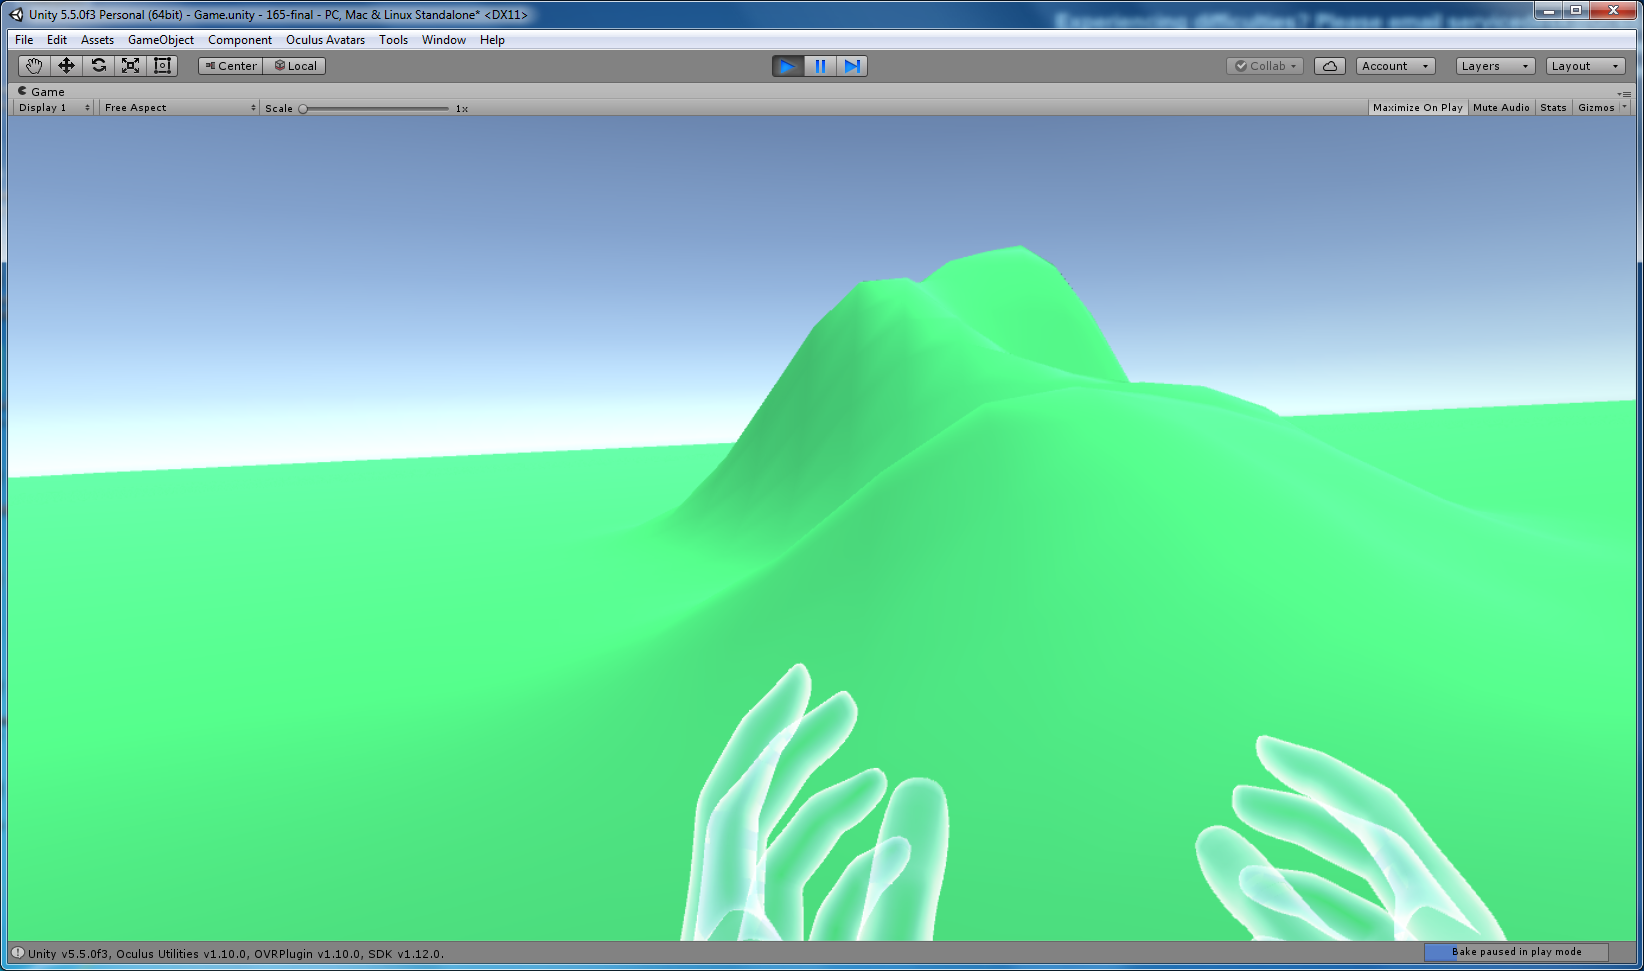 Unity 5.5.0f3 Personal (64bit) - Game.unity - 165-final - PC, Mac & Linux Standalone* <DX11>
Experiencing difficulties? Please email
File Edit Assets GameObject Component Oculus Avatars Tools Window Help
Center Local Collab Account Layers Layout
Game
Display 1 Free Aspect Scale 1x Maximize On Play Mute Audio Stats Gizmos
Unity v5.5.0f3, Oculus Utilities v1.10.0, OVRPlugin v1.10.0, SDK v1.12.0.
Bake paused in play mode